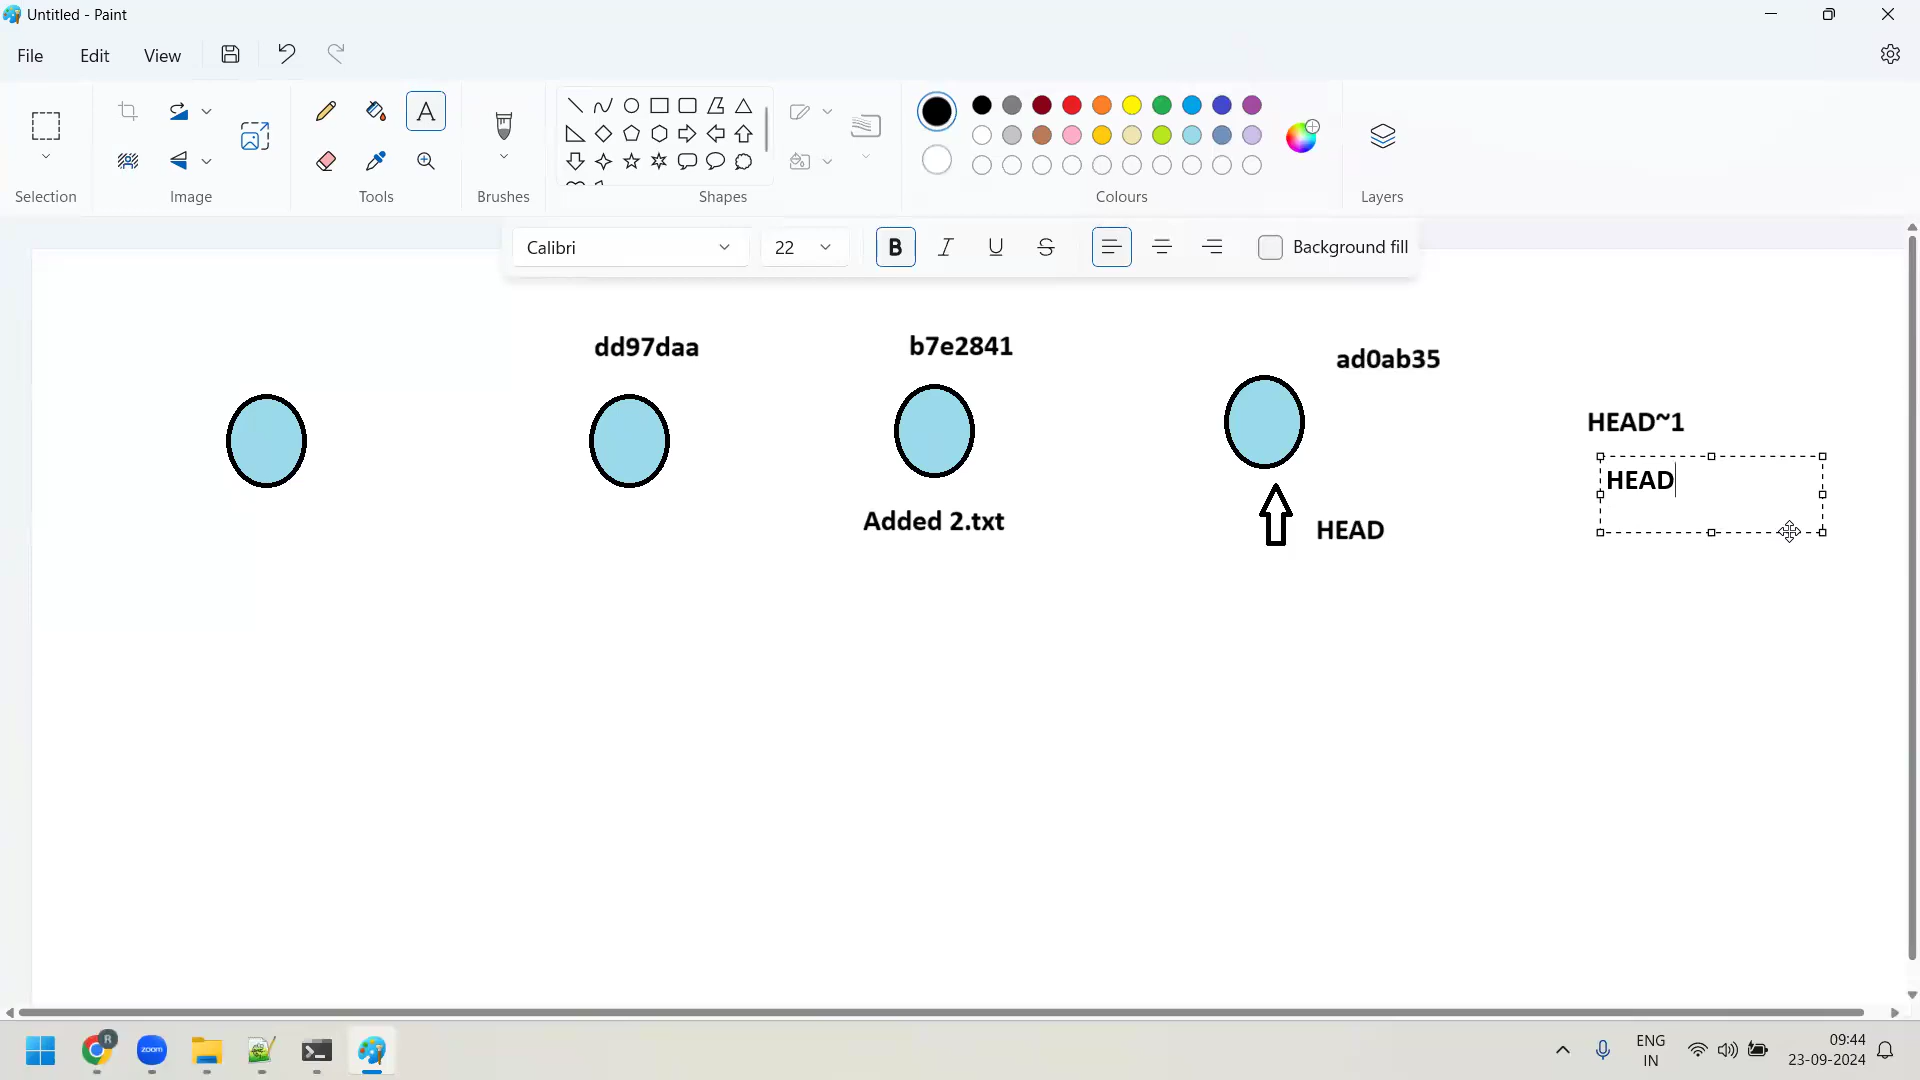 Untitled - Paint
File Edit View
Selection Image Tools Brushes Shapes Colours Layers
Calibri 22 B I U S Background fill
dd97daa b7e2841 ad0ab35
HEAD~1
HEAD
Added 2.txt HEAD
zoom
R
ENG
IN
09:44
23-09-2024